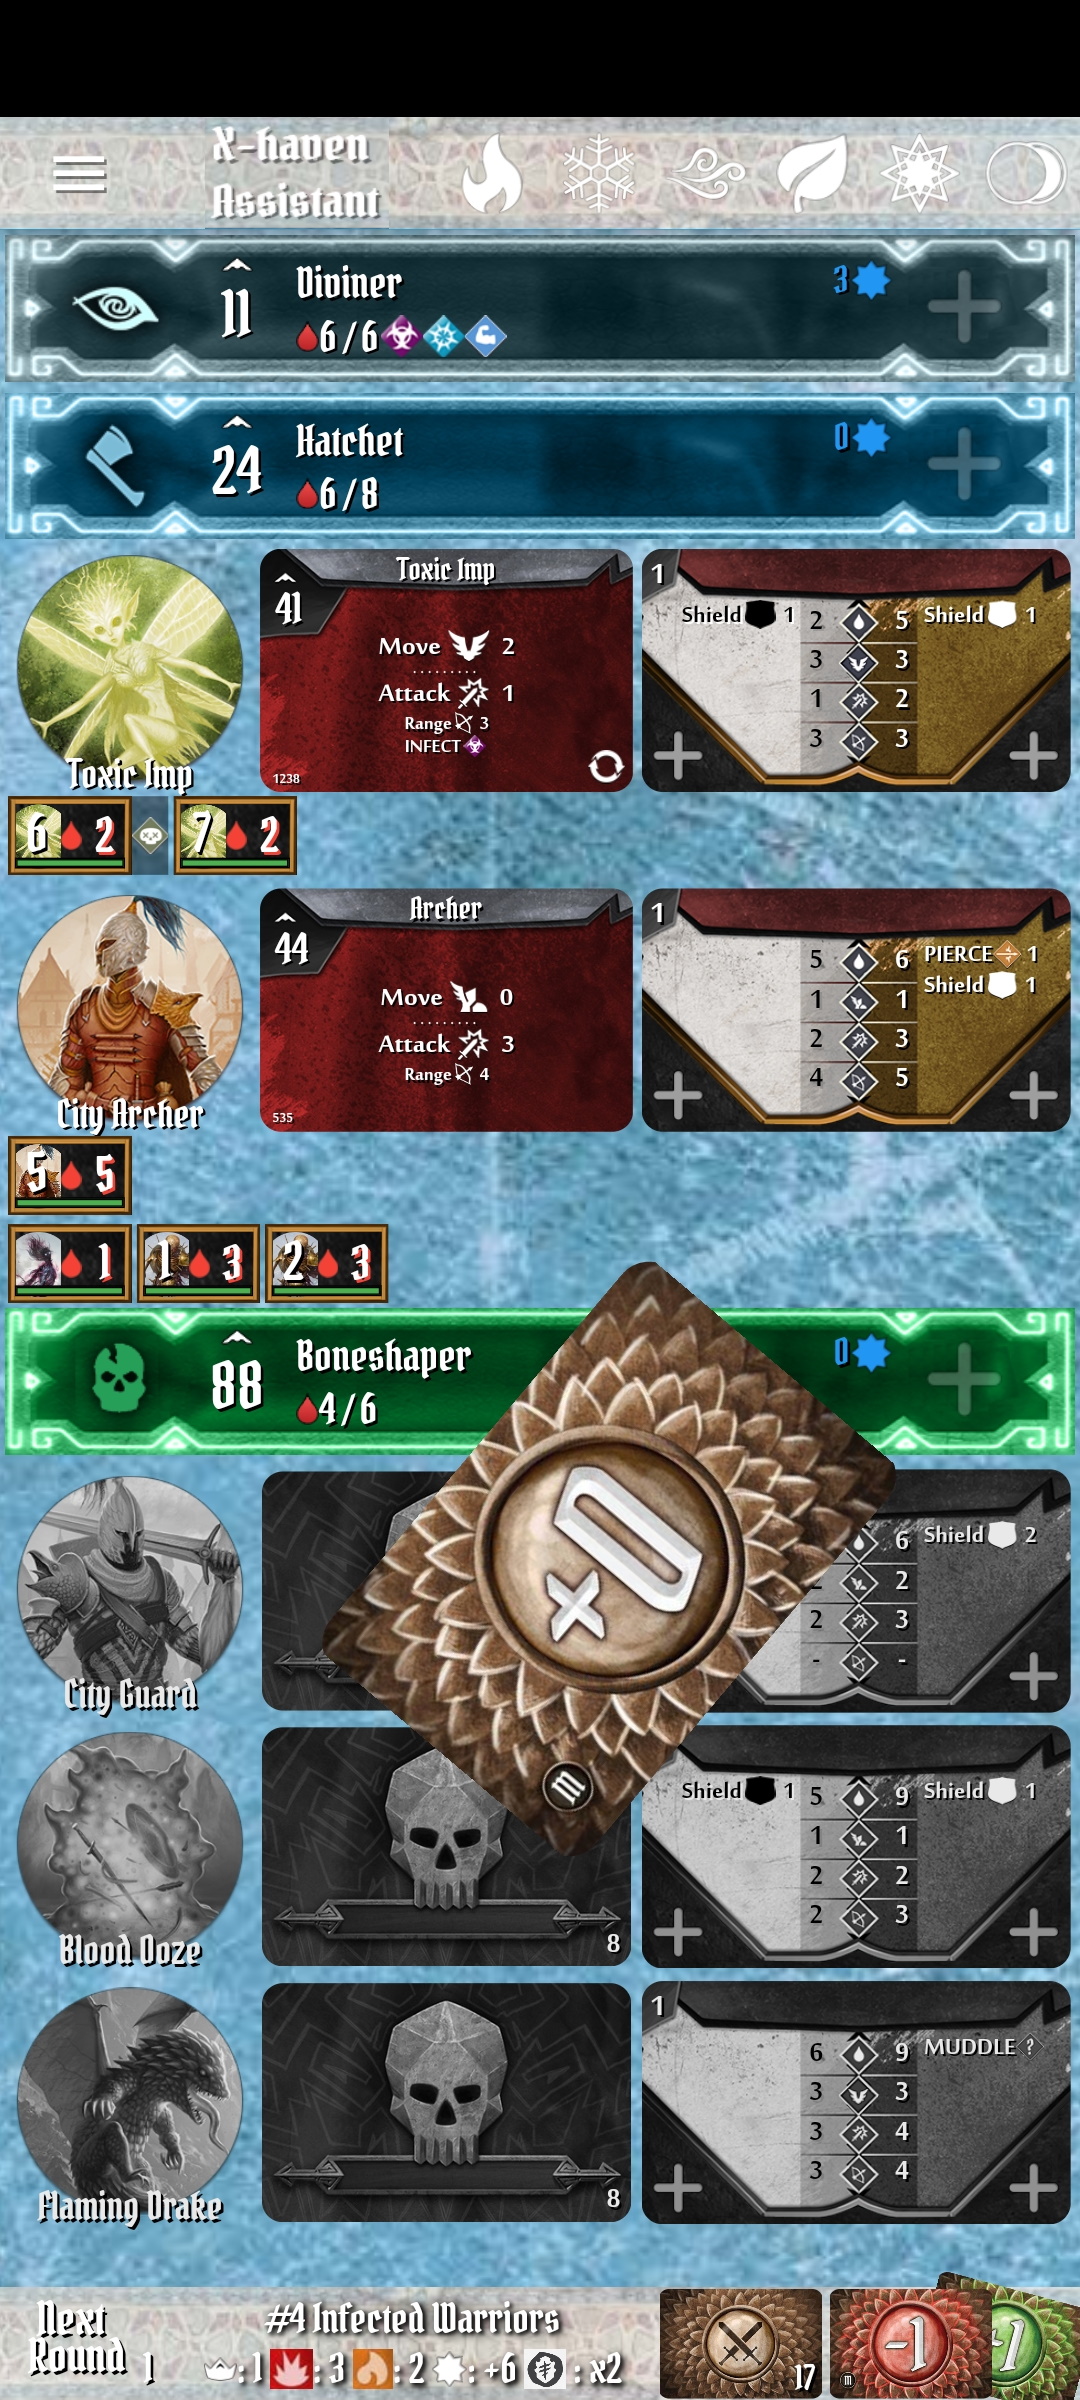 X-haven
Assistant
11
Diviner
3
6/6
24
Hatchet
0
6/8
Toxic Imp
41
Move 2
Attack 1
Range 3
INFECT
1238
1
Shield 1 2 5 Shield 1
3 3
1 2
3 3
Toxic Imp
6 2 7 2
Archer
44
Move 0
Attack 3
Range 4
535
1
5 6 PIERCE 1
Shield 1
1 1
2 3
4 5
City Archer
5 5
1 1 3 2 3
88
Boneshaper
0
4/6
x0
m
6 Shield 2
2 2
2 3
- -
City Guard
8
Shield 1 5 9 Shield 1
1 1
2 2
2 3
Blood Ooze
8
1
6 9 MUDDLE ?
3 3
3 4
3 4
Flaming Drake
Next
Round 1
#4 Infected Warriors
: 1 : 3 : 2 : +6 : x2
17
-1
m